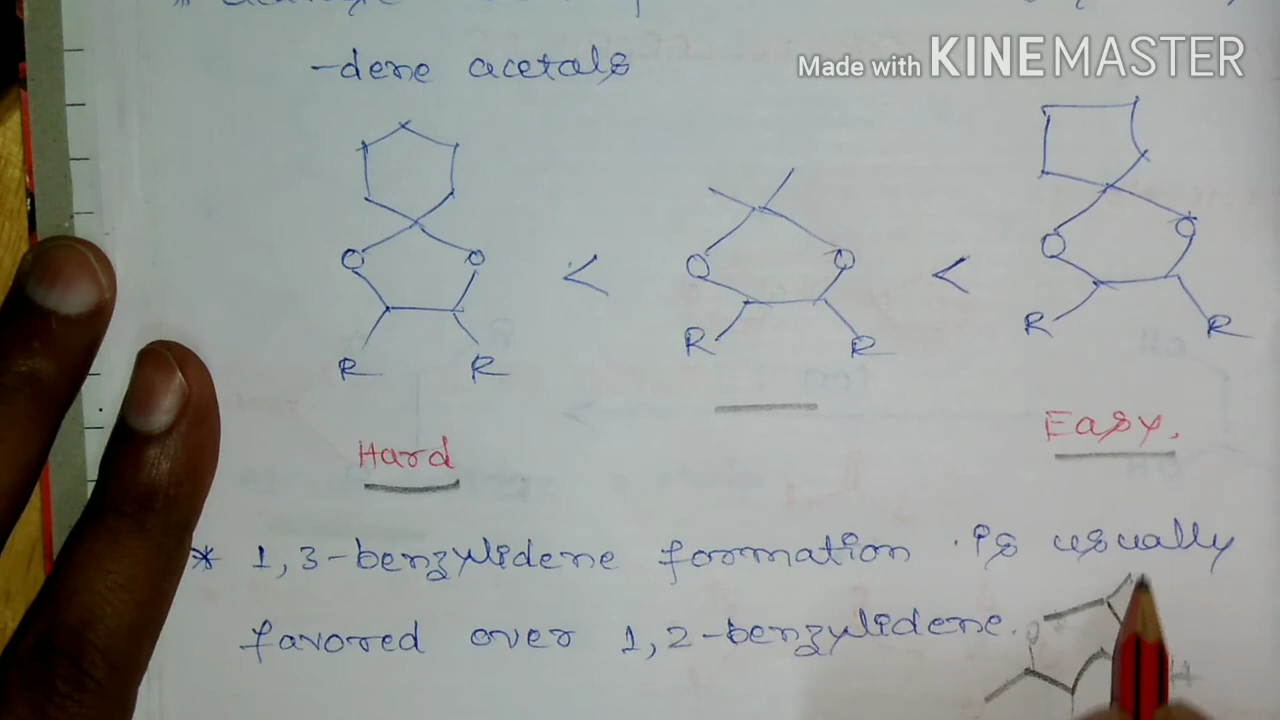 -dene acetals
Made with KINEMASTER
O O < O O < O O
R R R R R R
Hard
Easy.
* 1,3-benzylidene formation is usually
favored over 1,2-benzylidene.
O
H